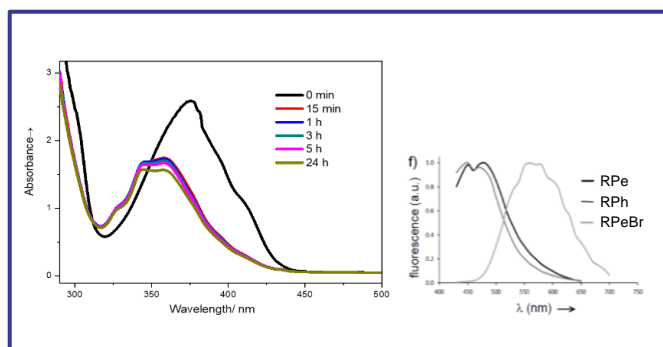 3
2
1
0
Absorbance→
300
350
400
450
500
Wavelength/ nm
0 min
15 min
1 h
3 h
5 h
24 h
f)
fluorescence (a.u.)
1.0
0.8
0.6
0.4
0.2
0.0
400
450
500
550
600
650
700
λ (nm) →
RPe
RPh
RPeBr